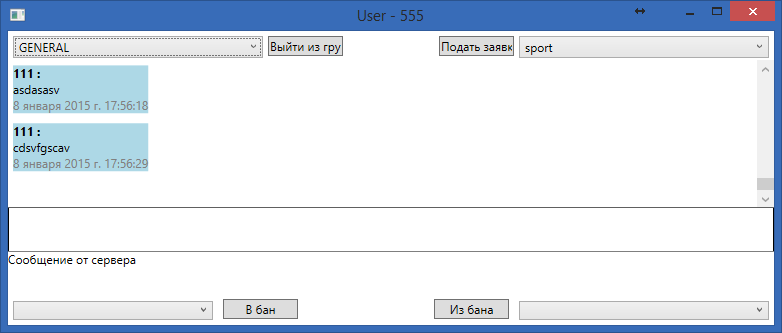 User - 555
GENERAL Выйти из гру Подать заявк sport
111 :
asdasasv
8 января 2015 г. 17:56:18
111 :
cdsvfgscav
8 января 2015 г. 17:56:29
Сообщение от сервера
В бан Из бана